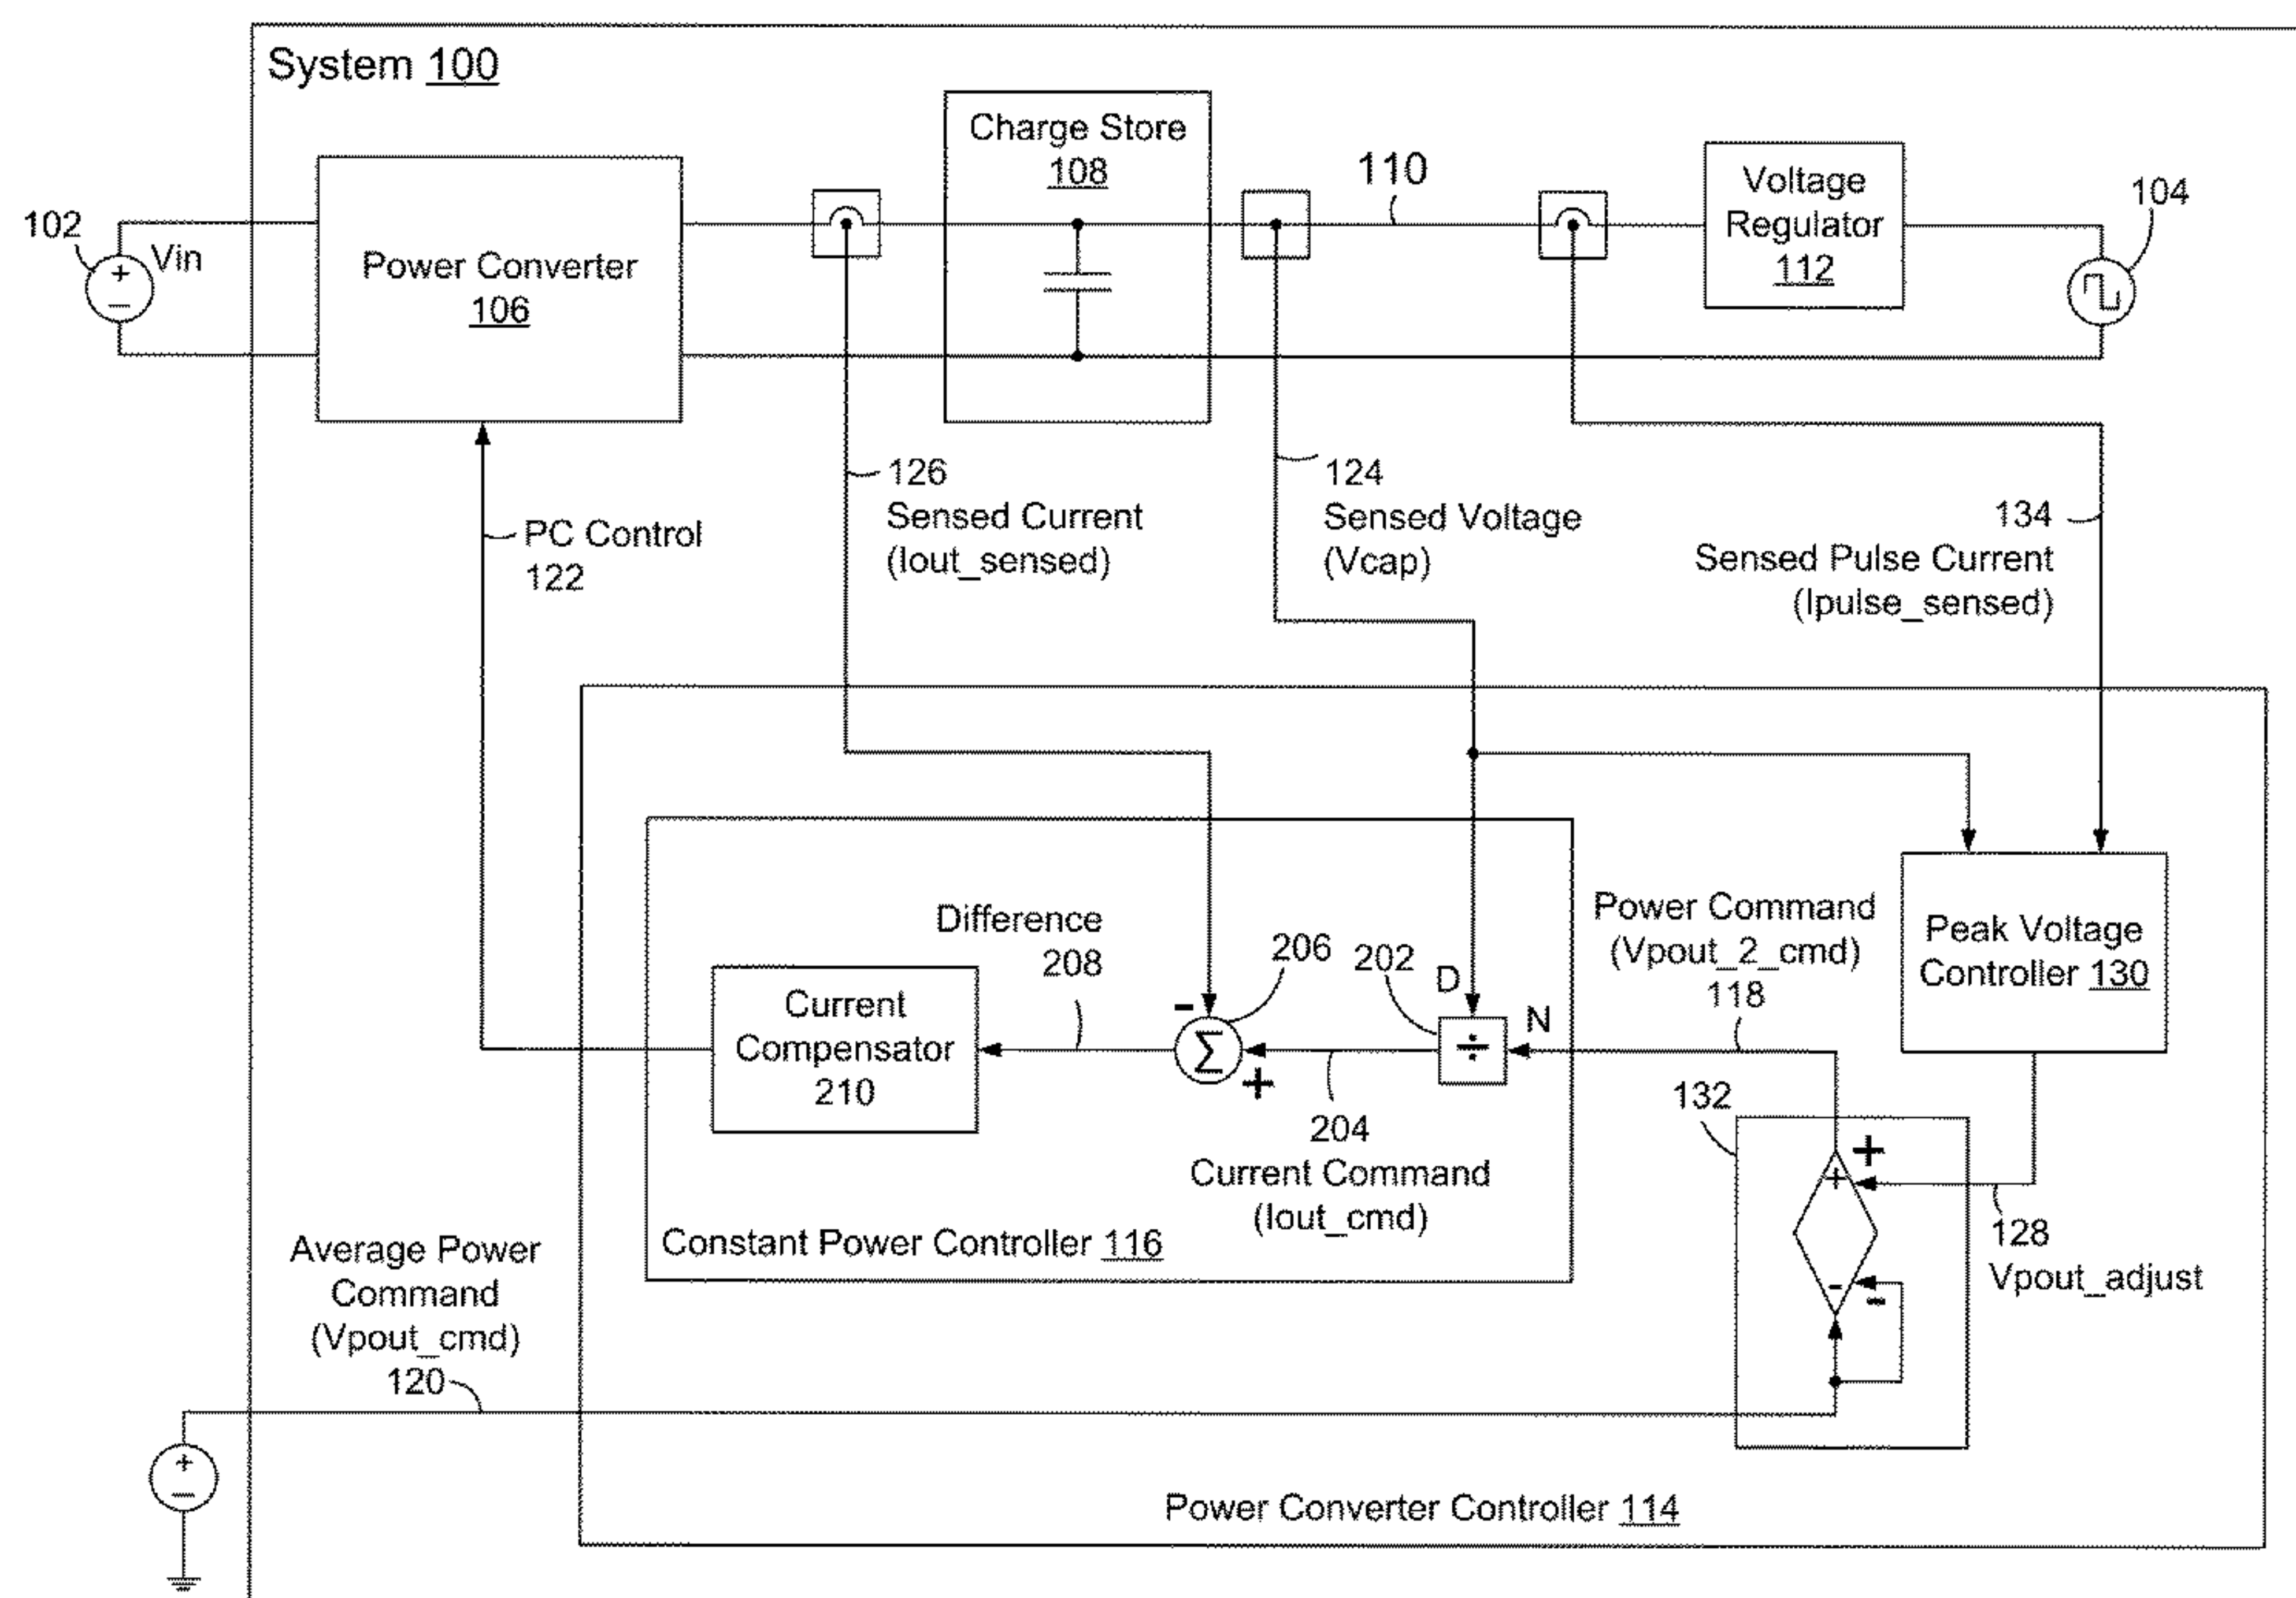 System 100
Charge Store
108
110
Voltage
Regulator
112
104
102
Vin
+
–
Power Converter
106
126
Sensed Current
(Iout_sensed)
124
Sensed Voltage
(Vcap)
134
Sensed Pulse Current
(Ipulse_sensed)
PC Control
122
Difference
208
206
202
D
N
Power Command
(Vpout_2_cmd)
118
Peak Voltage
Controller 130
Current
Compensator
210
-
Σ
+
÷
204
Current Command
(Iout_cmd)
132
+
+
-
-
128
Vpout_adjust
Constant Power Controller 116
Average Power
Command
(Vpout_cmd)
120
+
–
Power Converter Controller 114